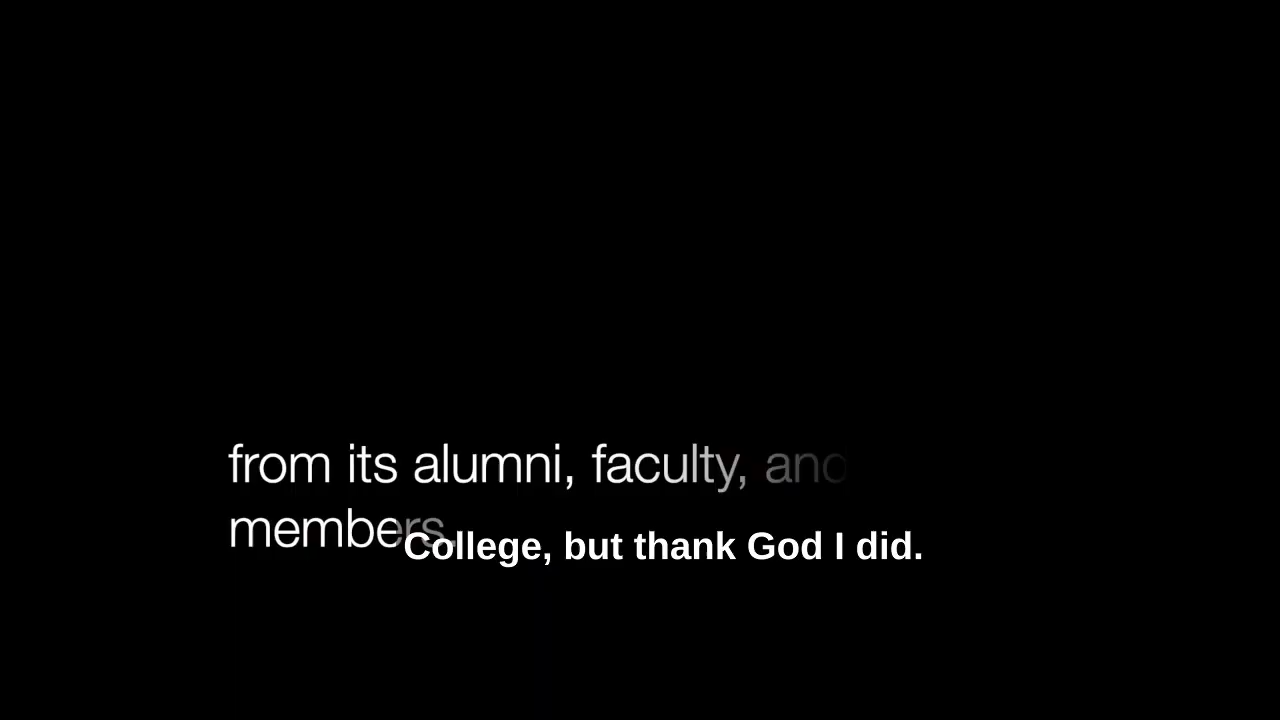 from its alumni, faculty, and
members.
College, but thank God I did.